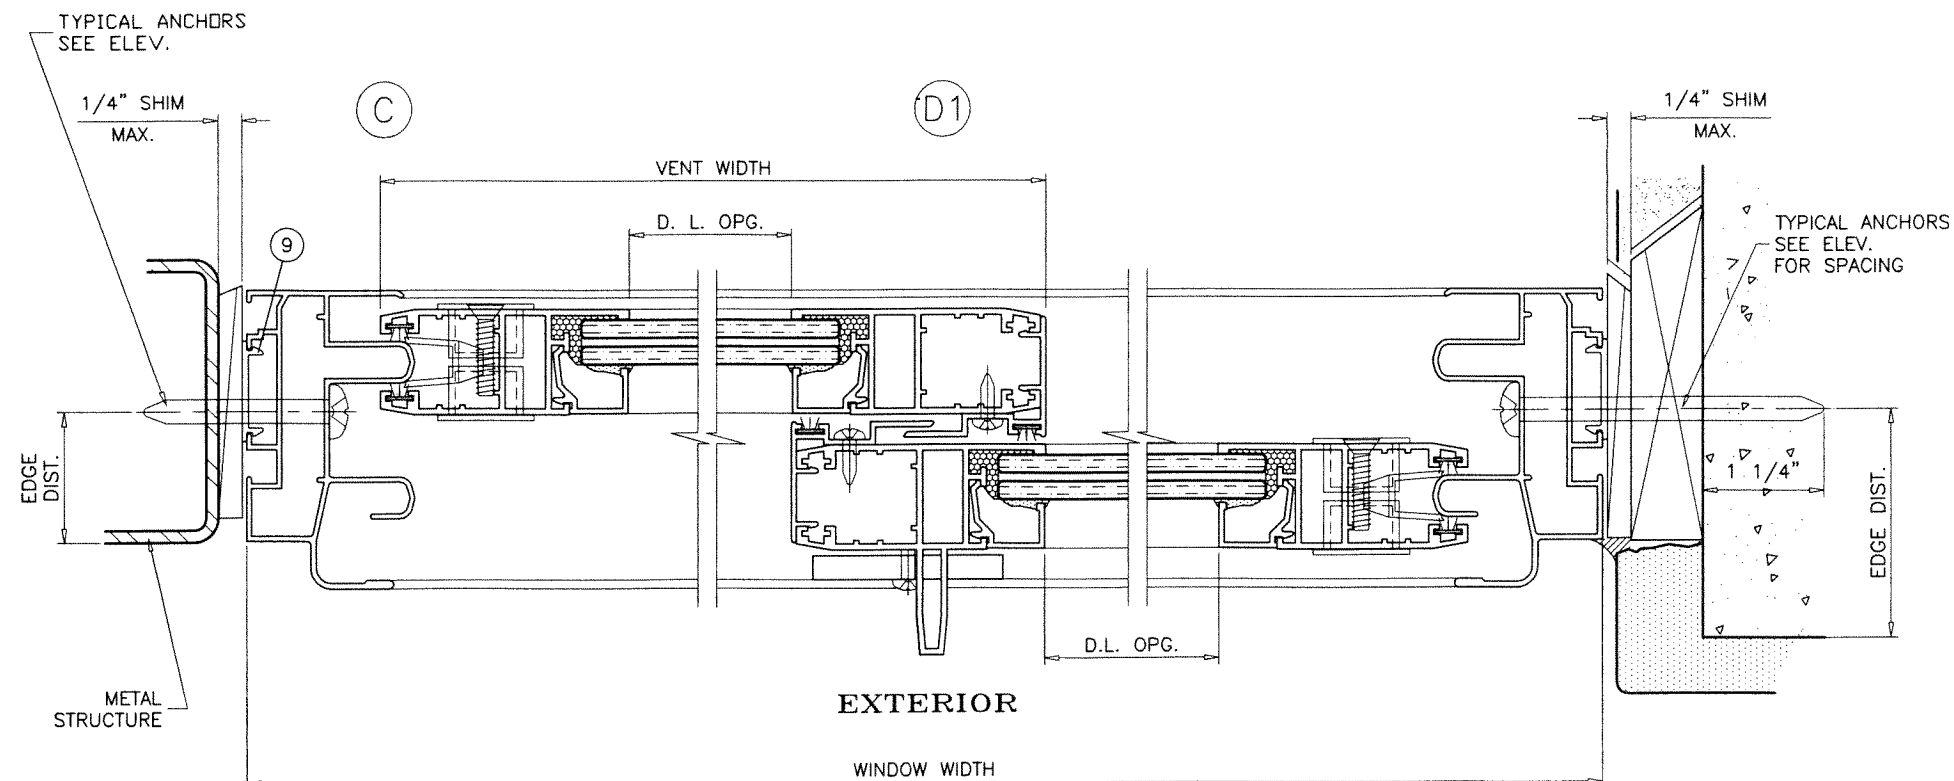 TYPICAL ANCHORS
SEE ELEV.
1/4" SHIM
MAX.
C
D1
1/4" SHIM
MAX.
VENT WIDTH
D. L. OPG.
9
TYPICAL ANCHORS
SEE ELEV.
FOR SPACING
EDGE
DIST.
1 1/4"
EDGE DIST.
D.L. OPG.
METAL
STRUCTURE
EXTERIOR
WINDOW WIDTH